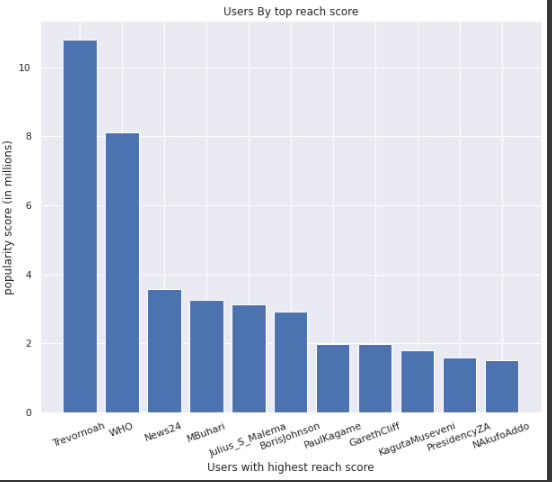 Users By top reach score
popularity score (in millions)
10
8
6
4
2
0
Trevornoah
WHO
News24
MBuhari
Julius_S_Malema
BorisJohnson
PaulKagame
GarethCliff
KagutaMuseveni
PresidencyZA
NAkufoAddo
Users with highest reach score